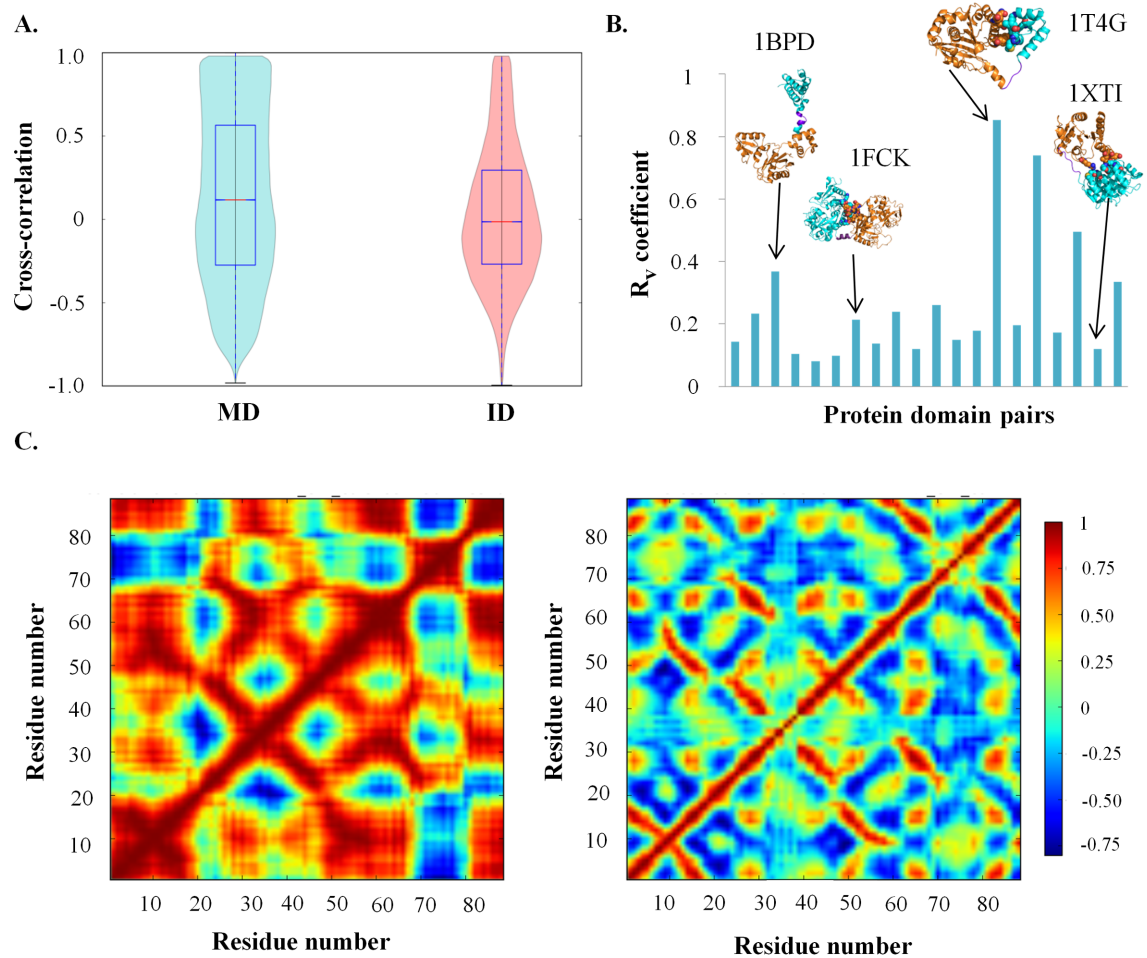 A.
B.
1.0
0.5
0
-0.5
-1.0
Cross-correlation
MD
ID
1BPD
1FCK
1T4G
1XTI
1
0.8
0.6
0.4
0.2
0
Rv coefficient
Protein domain pairs
C.
80
70
60
50
40
30
20
10
Residue number
10 20 30 40 50 60 70 80
Residue number
80
70
60
50
40
30
20
10
Residue number
10 20 30 40 50 60 70 80
Residue number
1
0.75
0.50
0.25
0
-0.25
-0.50
-0.75